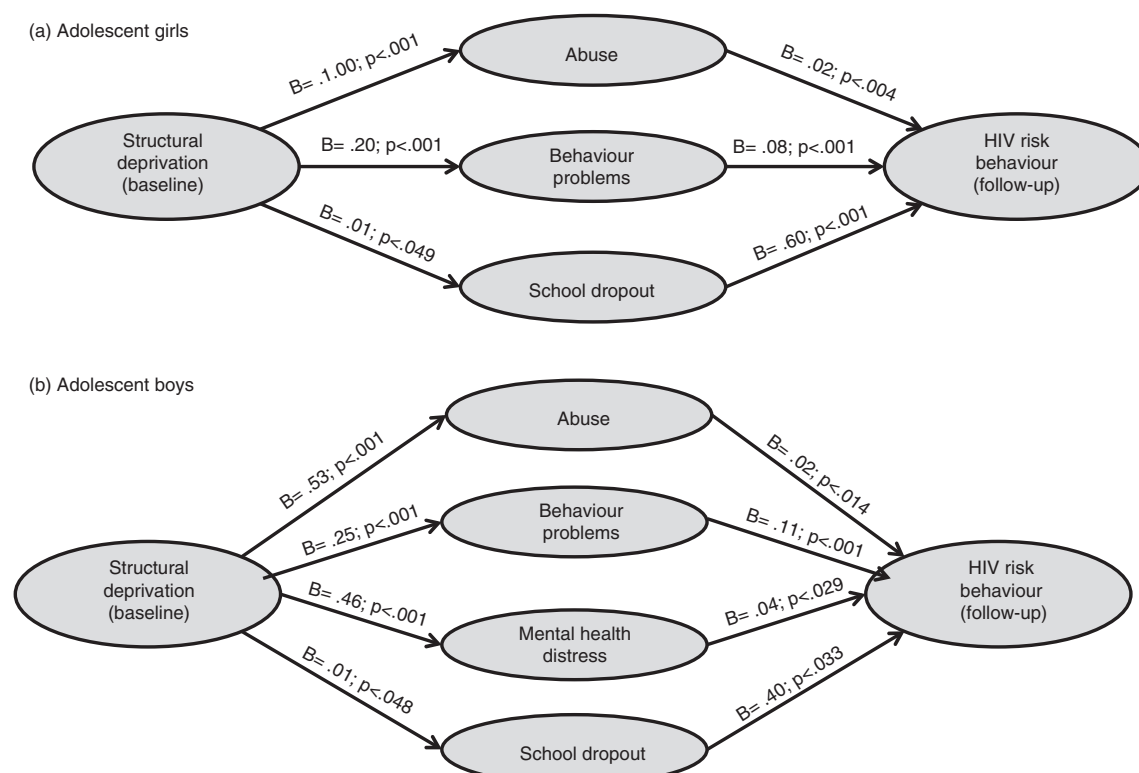 (a) Adolescent girls
Abuse
B= .1.00; p<.001
B= .02; p<.004
Structural
deprivation
(baseline)
B= .20; p<.001
Behaviour
problems
B= .08; p<.001
HIV risk
behaviour
(follow-up)
B= .01; p<.049
B= .60; p<.001
School dropout
(b) Adolescent boys
Abuse
B= .53; p<.001
B= .02; p<.014
Behaviour
problems
B= .25; p<.001
B= .11; p<.001
Structural
deprivation
(baseline)
HIV risk
behaviour
(follow-up)
B= .46; p<.001
B= .04; p<.029
Mental health
distress
B= .01; p<.048
B= .40; p<.033
School dropout